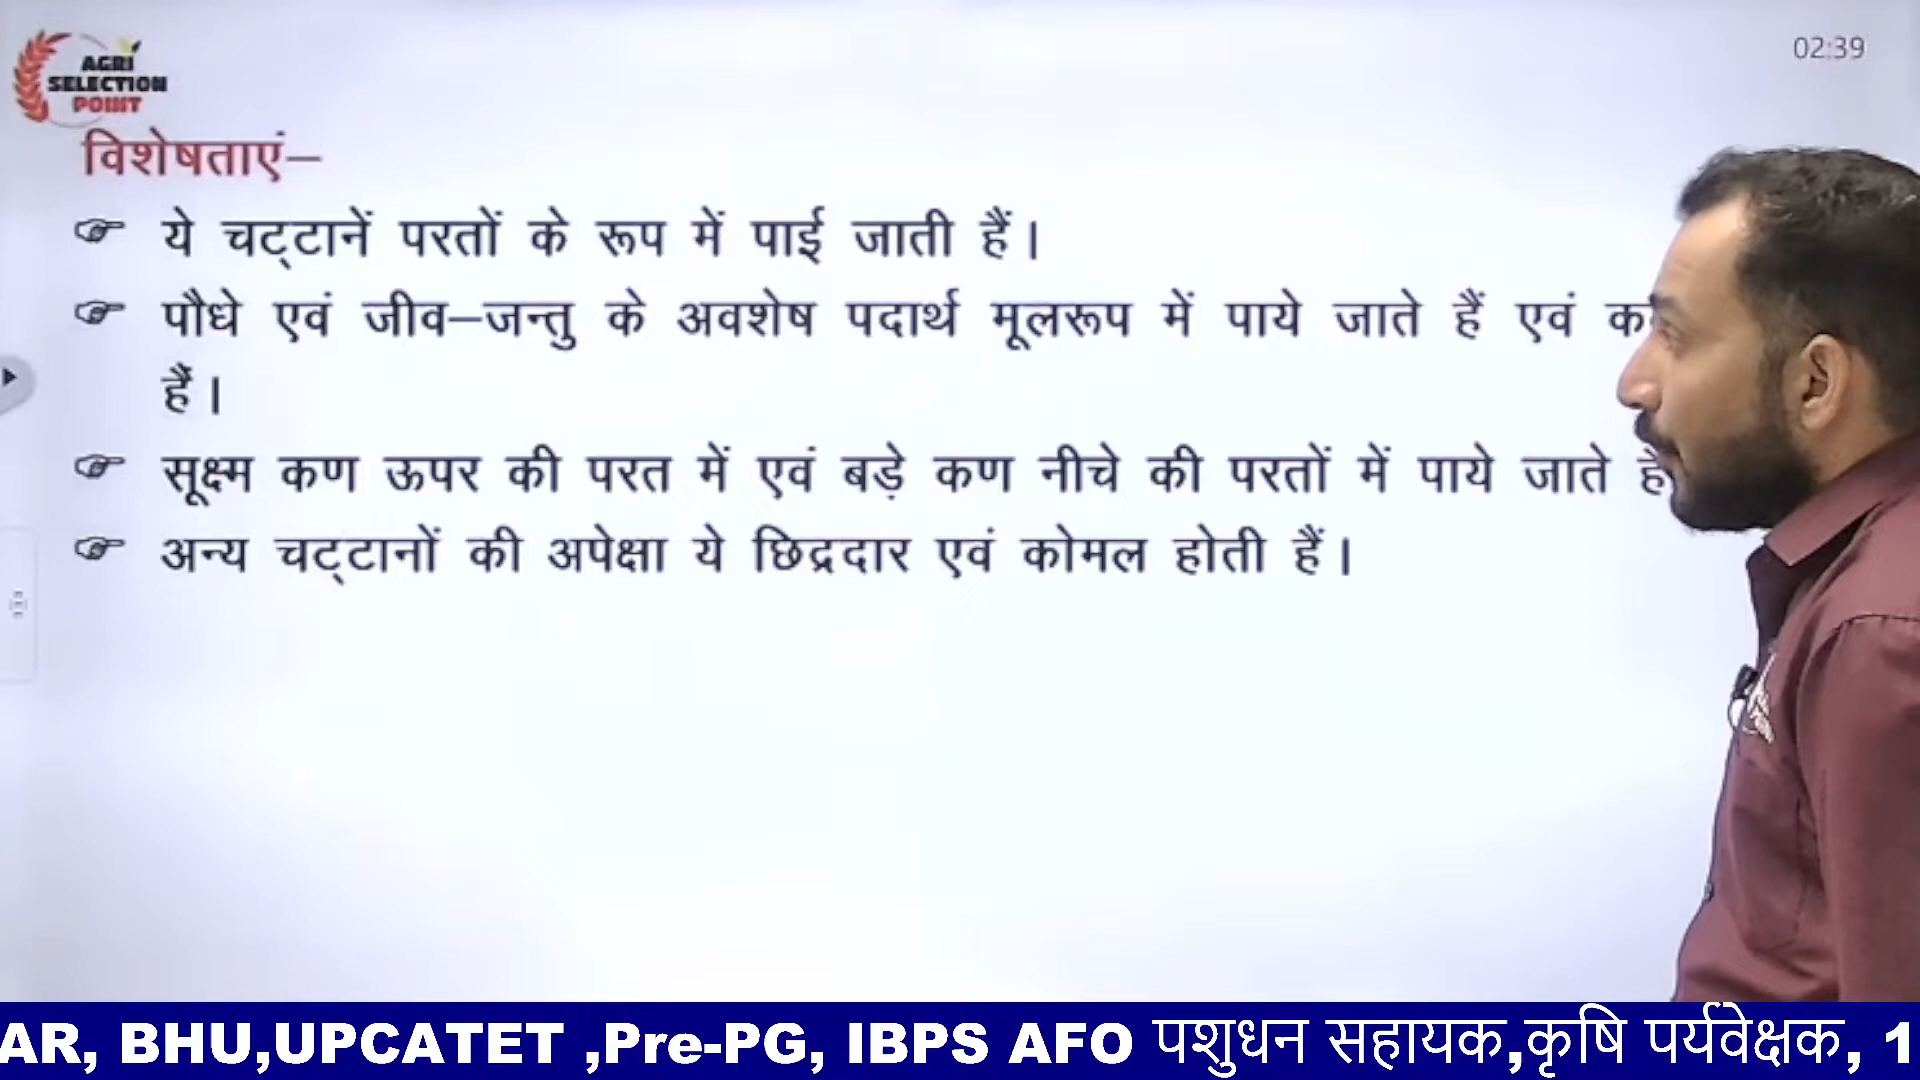 AGRI
SELECTION
POINT
02:39
विशेषताएं–
ये चट्टानें परतों के रूप में पाई जाती हैं।
पौधे एवं जीव–जन्तु के अवशेष पदार्थ मूलरूप में पाये जाते हैं एवं
हैं।
सूक्ष्म कण ऊपर की परत में एवं बड़े कण नीचे की परतों में पाये जाते
अन्य चट्टानों की अपेक्षा ये छिद्रदार एवं कोमल होती हैं।
AR, BHU,UPCATET ,Pre-PG, IBPS AFO पशुधन सहायक,कृषि पर्यवेक्षक, 1